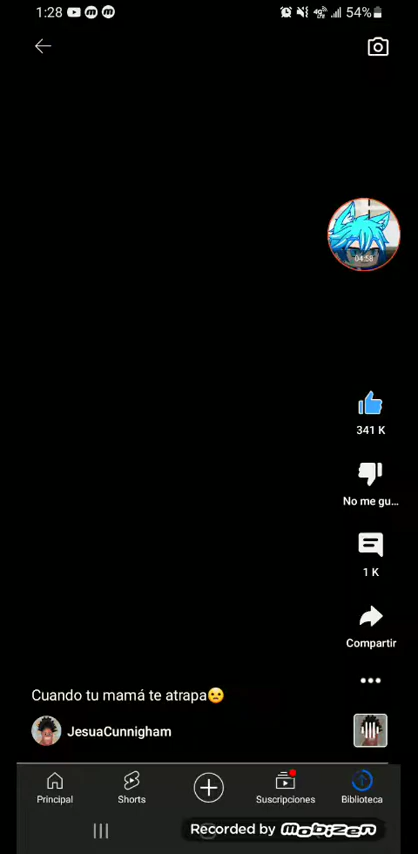 1:28
54%
04:58
341 K
No me gu...
1 K
Compartir
Cuando tu mamá te atrapa😟
JesuaCunnigham
Principal
Shorts
Suscripciones
Biblioteca
Recorded by mobizen